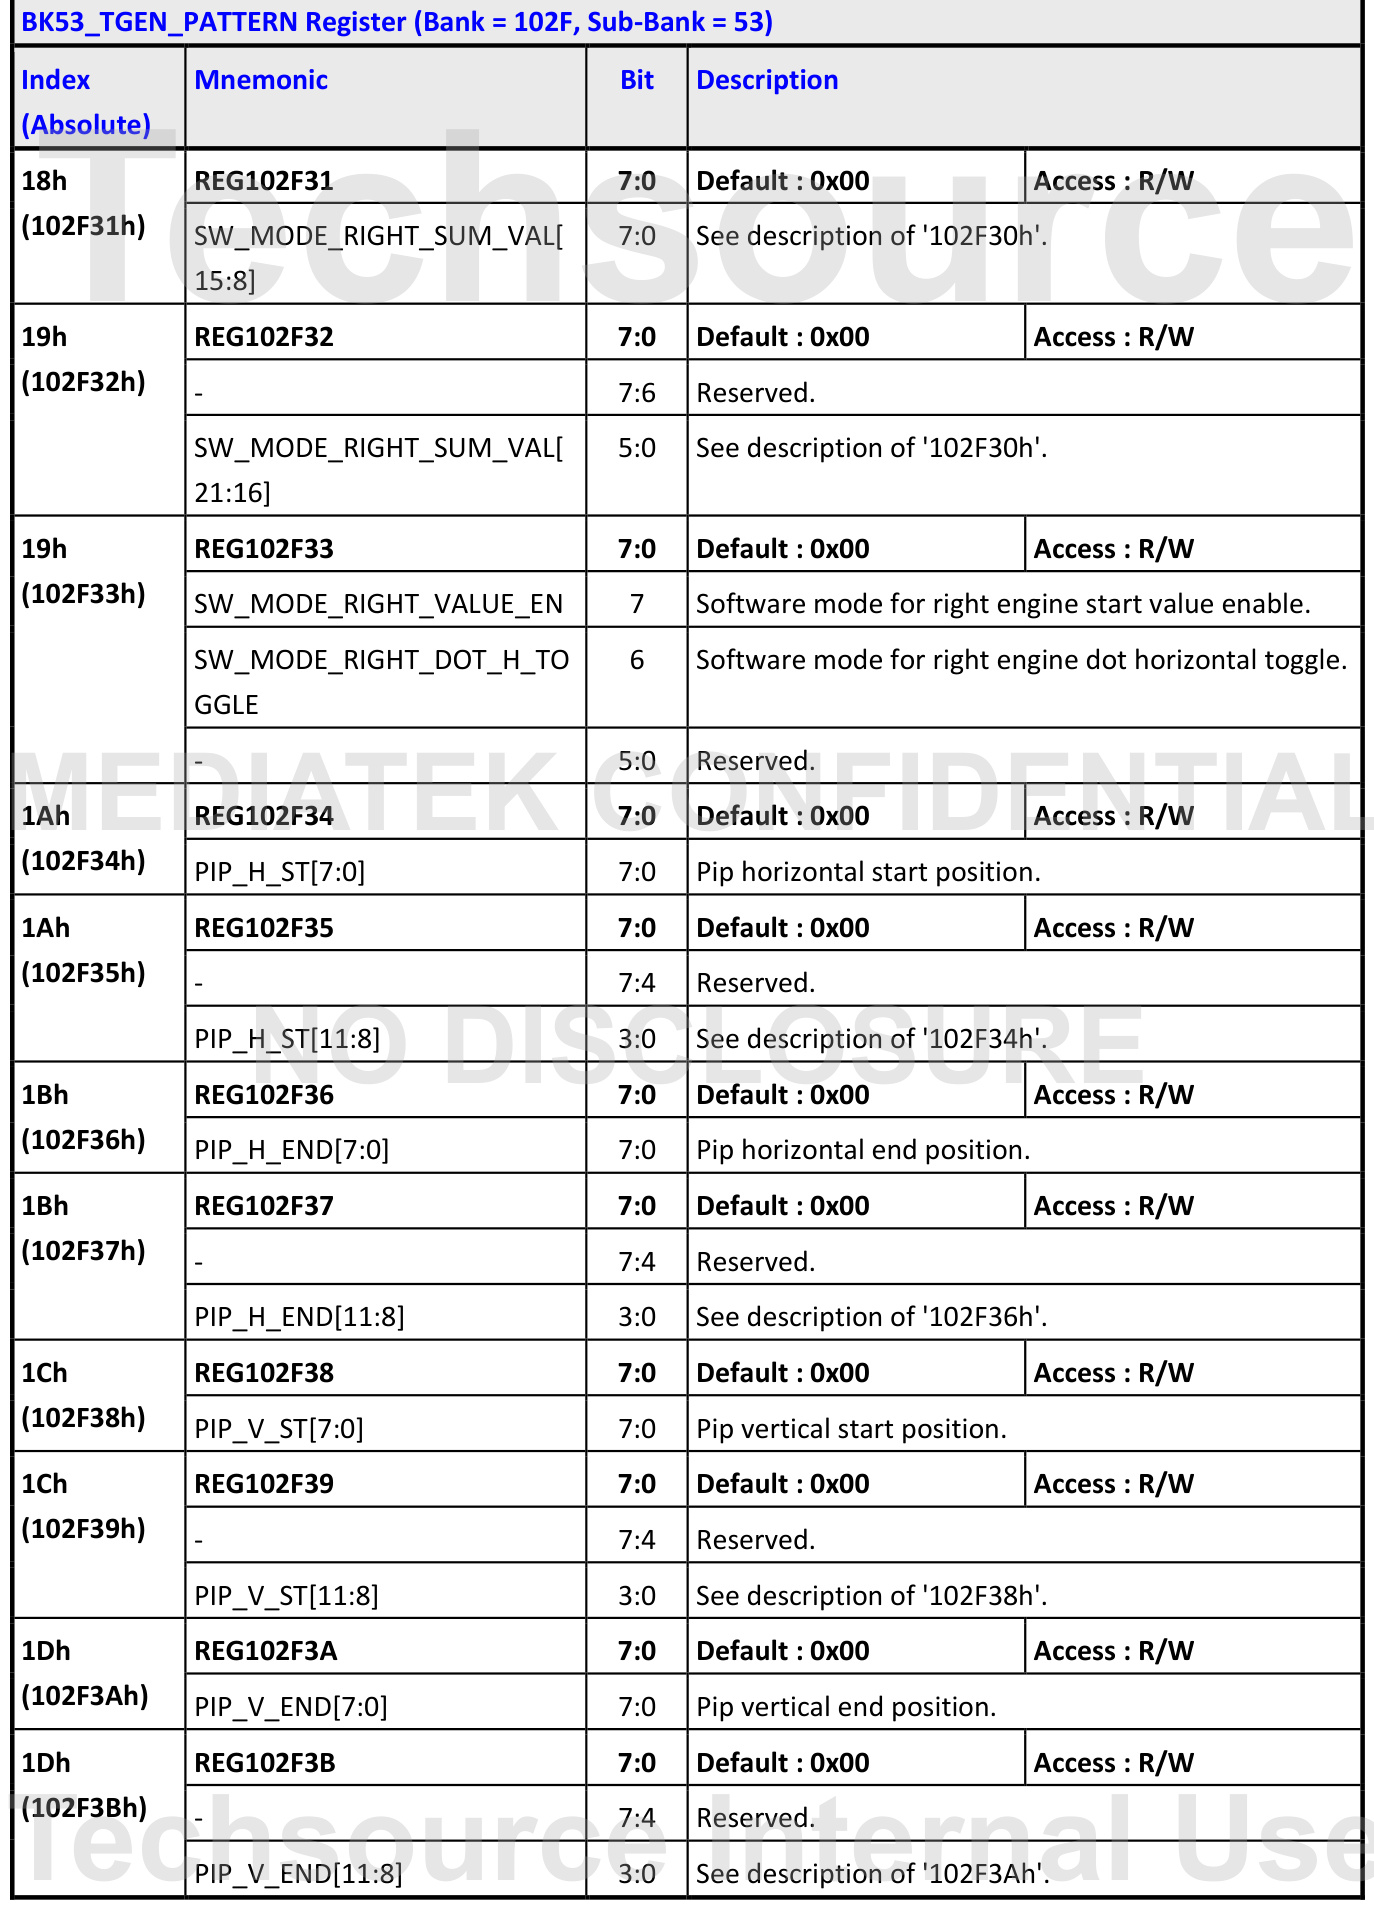 BK53_TGEN_PATTERN Register (Bank = 102F, Sub-Bank = 53)
Index Mnemonic Bit Description
(Absolute)
18h REG102F31 7:0 Default : 0x00 Access : R/W
(102F31h) SW_MODE_RIGHT_SUM_VAL[ 7:0 See description of '102F30h'.
15:8]
Techsource
19h REG102F32 7:0 Default : 0x00 Access : R/W
(102F32h) - 7:6 Reserved.
SW_MODE_RIGHT_SUM_VAL[ 5:0 See description of '102F30h'.
21:16]
19h REG102F33 7:0 Default : 0x00 Access : R/W
(102F33h) SW_MODE_RIGHT_VALUE_EN 7 Software mode for right engine start value enable.
SW_MODE_RIGHT_DOT_H_TO 6 Software mode for right engine dot horizontal toggle.
GGLE
- 5:0 Reserved.
MEDIATEK CONFIDENTIAL
1Ah REG102F34 7:0 Default : 0x00 Access : R/W
(102F34h) PIP_H_ST[7:0] 7:0 Pip horizontal start position.
1Ah REG102F35 7:0 Default : 0x00 Access : R/W
(102F35h) - 7:4 Reserved.
PIP_H_ST[11:8] 3:0 See description of '102F34h'.
NO DISCLOSURE
1Bh REG102F36 7:0 Default : 0x00 Access : R/W
(102F36h) PIP_H_END[7:0] 7:0 Pip horizontal end position.
1Bh REG102F37 7:0 Default : 0x00 Access : R/W
(102F37h) - 7:4 Reserved.
PIP_H_END[11:8] 3:0 See description of '102F36h'.
1Ch REG102F38 7:0 Default : 0x00 Access : R/W
(102F38h) PIP_V_ST[7:0] 7:0 Pip vertical start position.
1Ch REG102F39 7:0 Default : 0x00 Access : R/W
(102F39h) - 7:4 Reserved.
PIP_V_ST[11:8] 3:0 See description of '102F38h'.
1Dh REG102F3A 7:0 Default : 0x00 Access : R/W
(102F3Ah) PIP_V_END[7:0] 7:0 Pip vertical end position.
1Dh REG102F3B 7:0 Default : 0x00 Access : R/W
(102F3Bh) - 7:4 Reserved.
Techsource Internal Use
PIP_V_END[11:8] 3:0 See description of '102F3Ah'.